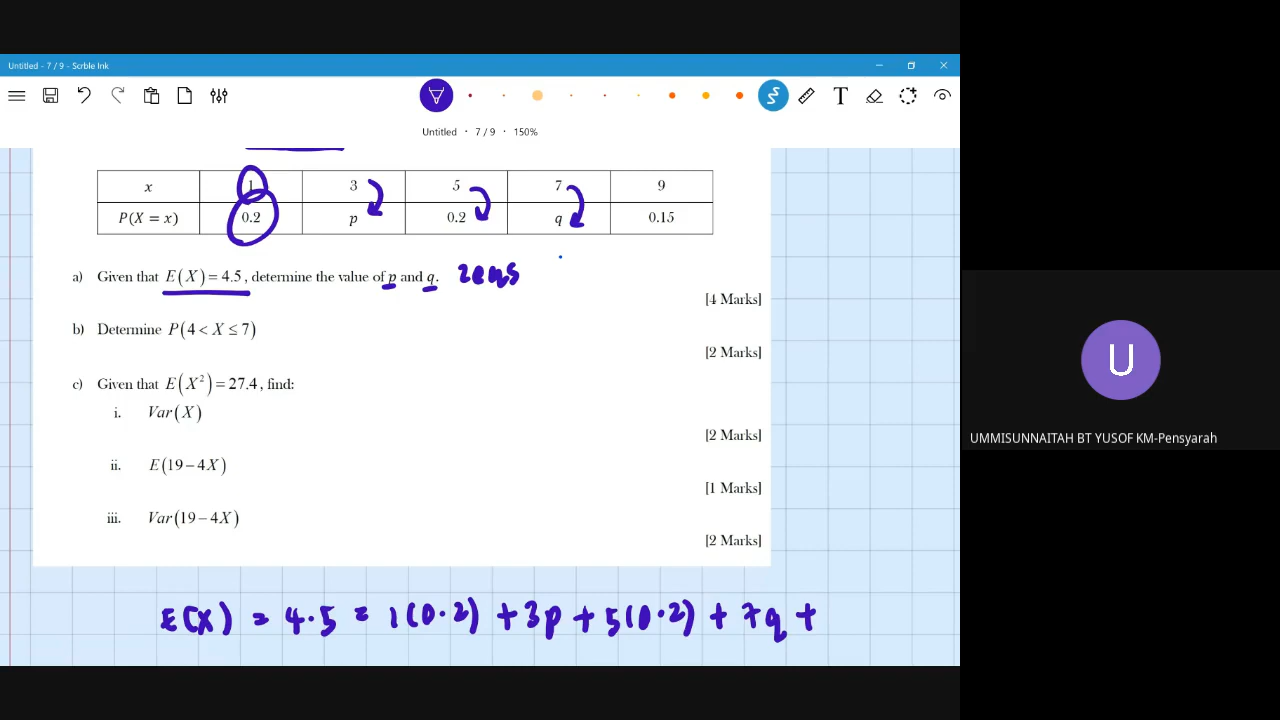 Untitled - 7 / 9 - Scrble Ink
Untitled • 7 / 9 • 150%
x 1 3 5 7 9
P(X = x) 0.2 p 0.2 q 0.15
a) Given that E(X) = 4.5, determine the value of p and q. 2 eqs
[4 Marks]
b) Determine P(4 < X ≤ 7)
[2 Marks]
c) Given that E(X²) = 27.4, find:
i. Var(X)
[2 Marks]
ii. E(19 – 4X)
[1 Marks]
iii. Var(19 – 4X)
[2 Marks]
E(X) = 4.5 = 1(0.2) + 3p + 5(0.2) + 7q +
U
UMMISUNNAITAH BT YUSOF KM-Pensyarah